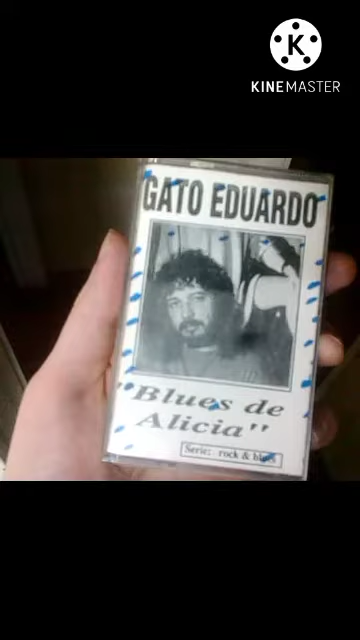 K
KINEMASTER
GATO EDUARDO
"Blues de
Alicia"
Serie: rock & blues